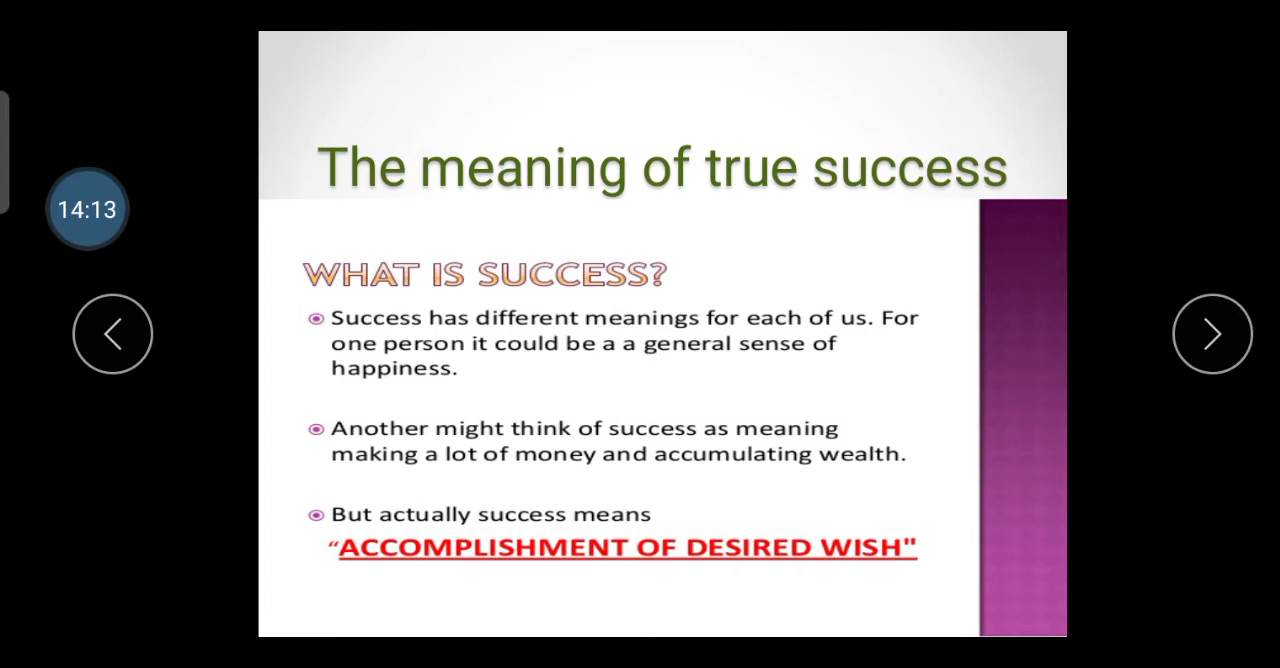 The meaning of true success
14:13
WHAT IS SUCCESS?
Success has different meanings for each of us. For
one person it could be a a general sense of
happiness.
Another might think of success as meaning
making a lot of money and accumulating wealth.
But actually success means
“ACCOMPLISHMENT OF DESIRED WISH"